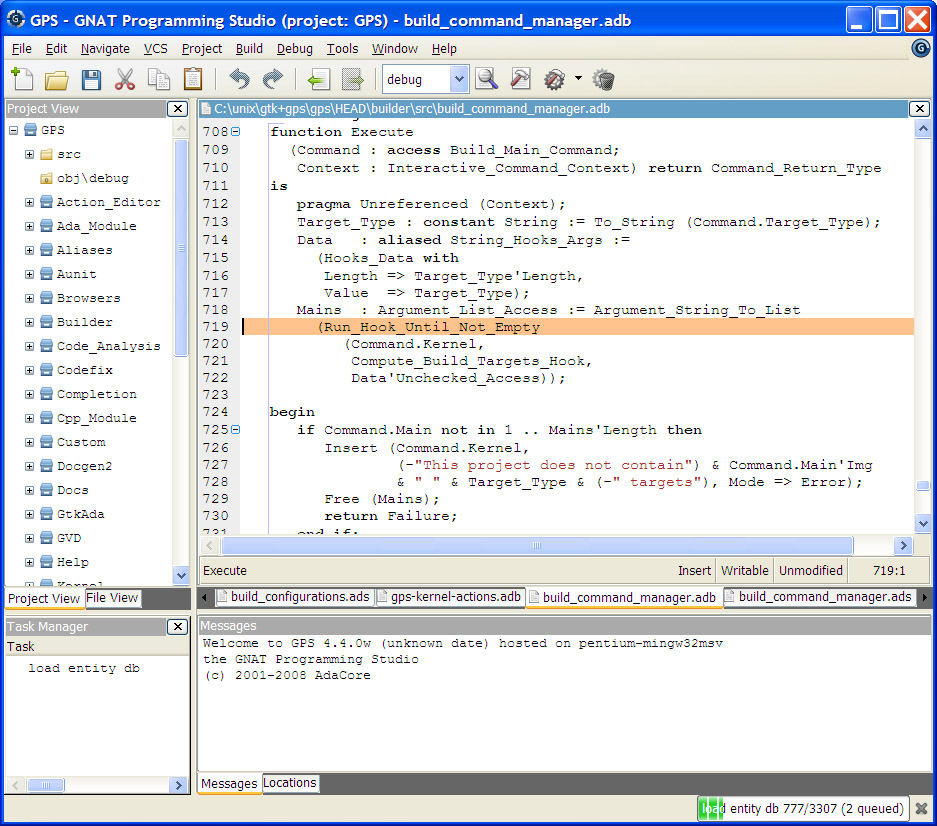 GPS - GNAT Programming Studio (project: GPS) - build_command_manager.adb
File Edit Navigate VCS Project Build Debug Tools Window Help
debug
Project View
GPS
src
obj\debug
Action_Editor
Ada_Module
Aliases
Aunit
Browsers
Builder
Code_Analysis
Codefix
Completion
Cpp_Module
Custom
Docgen2
Docs
GtkAda
GVD
Help
Kernel
Project View File View
C:\unix\gtk+gps\gps\HEAD\builder\src\build_command_manager.adb
708 function Execute
709 (Command : access Build_Main_Command;
710 Context : Interactive_Command_Context) return Command_Return_Type
711 is
712 pragma Unreferenced (Context);
713 Target_Type : constant String := To_String (Command.Target_Type);
714 Data : aliased String_Hooks_Args :=
715 (Hooks_Data with
716 Length => Target_Type'Length,
717 Value => Target_Type);
718 Mains : Argument_List_Access := Argument_String_To_List
719 (Run_Hook_Until_Not_Empty
720 (Command.Kernel,
721 Compute_Build_Targets_Hook,
722 Data'Unchecked_Access));
723
724 begin
725 if Command.Main not in 1 .. Mains'Length then
726 Insert (Command.Kernel,
727 (-"This project does not contain") & Command.Main'Img
728 & " " & Target_Type & (-" targets"), Mode => Error);
729 Free (Mains);
730 return Failure;
731 end if;
Execute Insert Writable Unmodified 719:1
build_configurations.ads gps-kernel-actions.adb build_command_manager.adb build_command_manager.ads
Task Manager
Task
load entity db
Messages
Welcome to GPS 4.4.0w (unknown date) hosted on pentium-mingw32msv
the GNAT Programming Studio
(c) 2001-2008 AdaCore
Messages Locations
load entity db 777/3307 (2 queued)